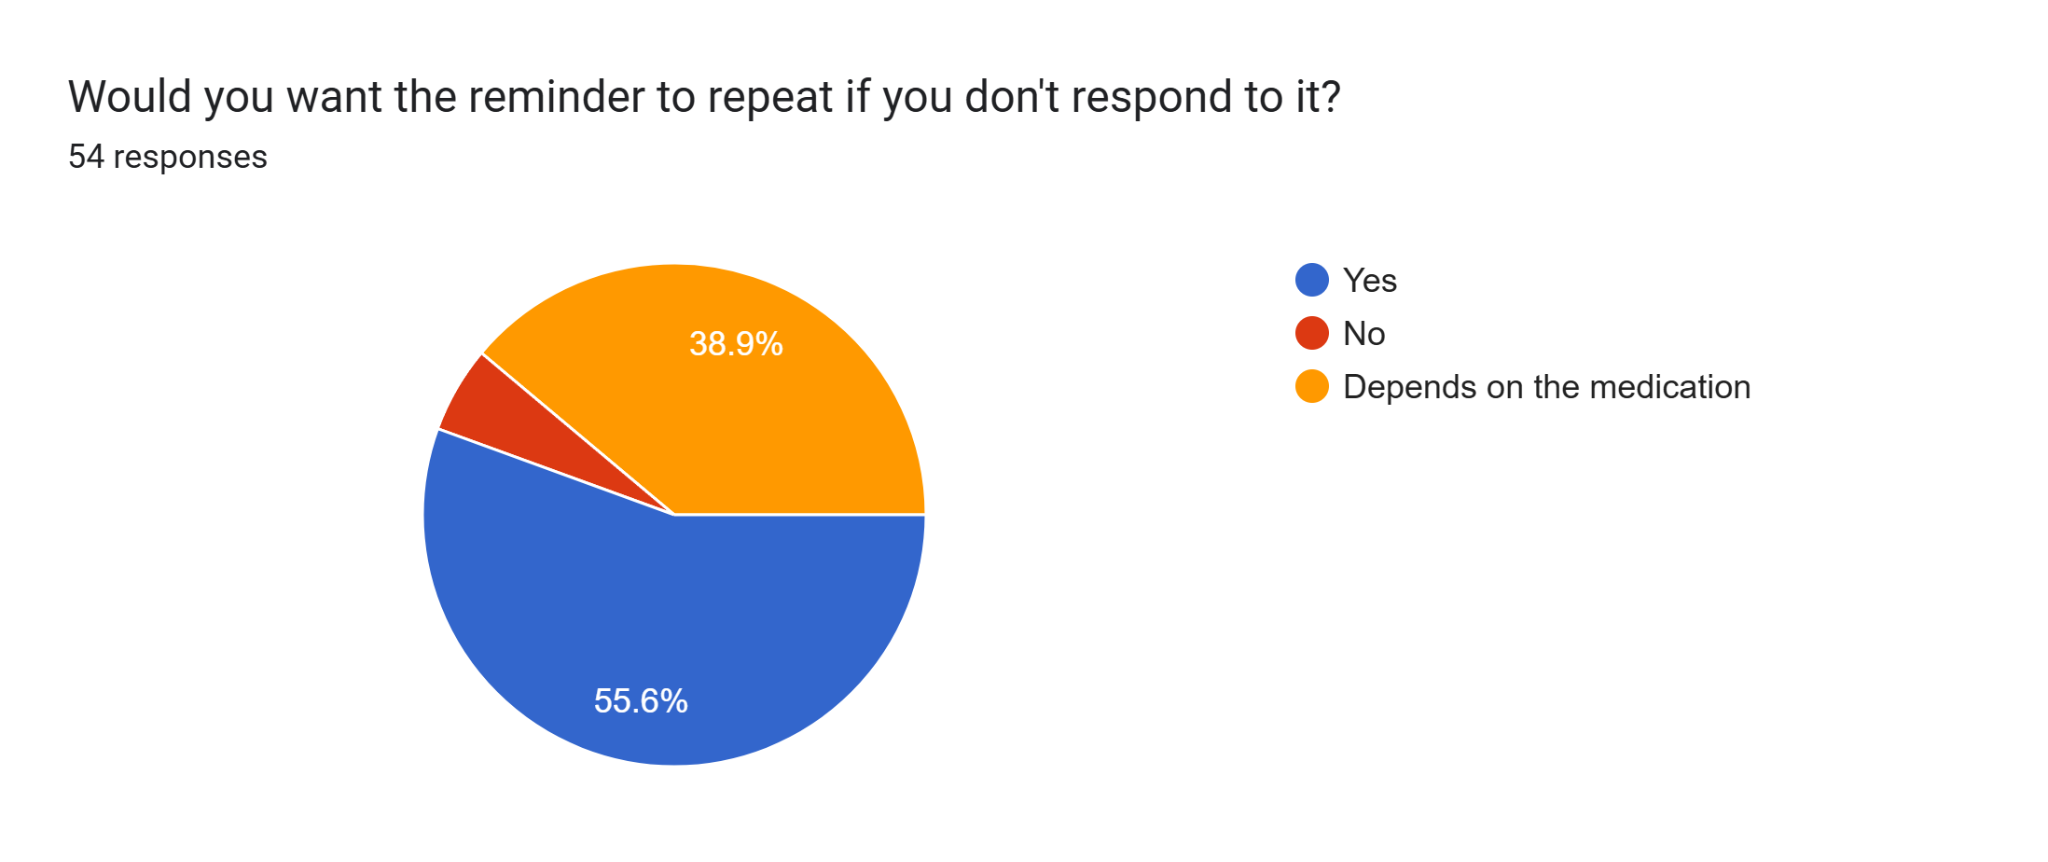 Would you want the reminder to repeat if you don't respond to it?
54 responses
38.9%
55.6%
Yes
No
Depends on the medication